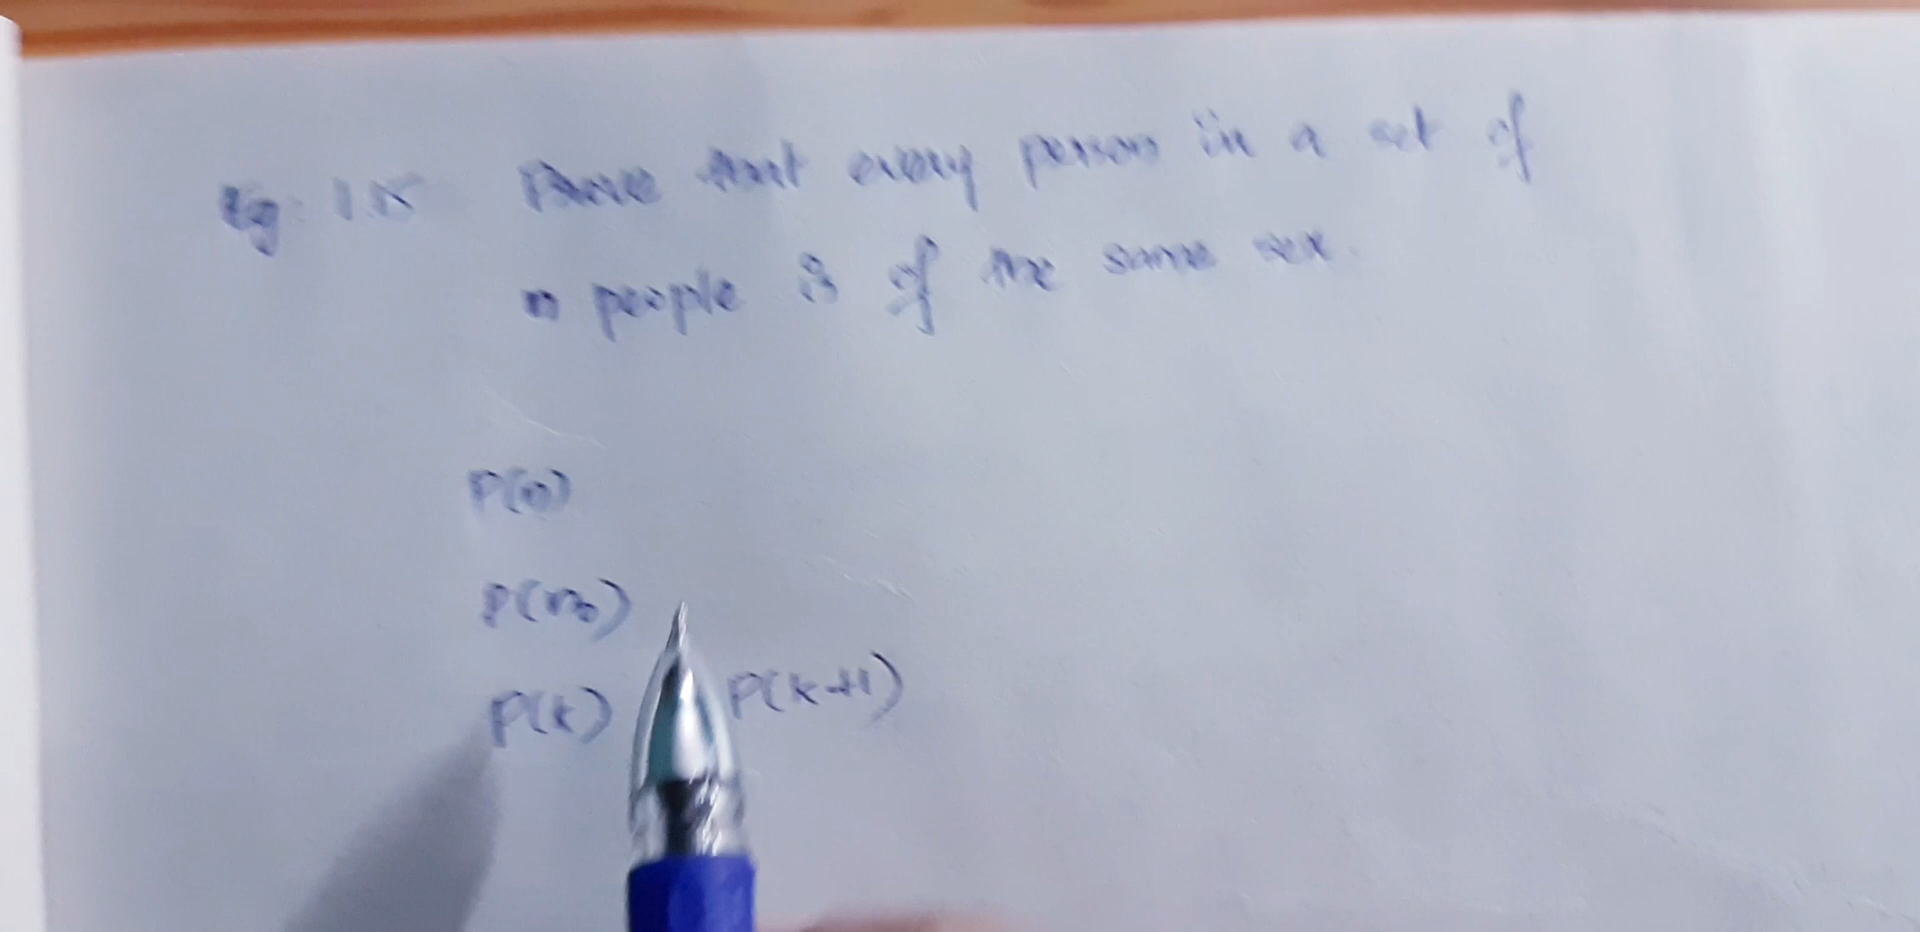 Eg: 1.15 Prove that every person in a set of
n people is of the same sex.
P(n)
P(n₀)
P(k) P(k+1)